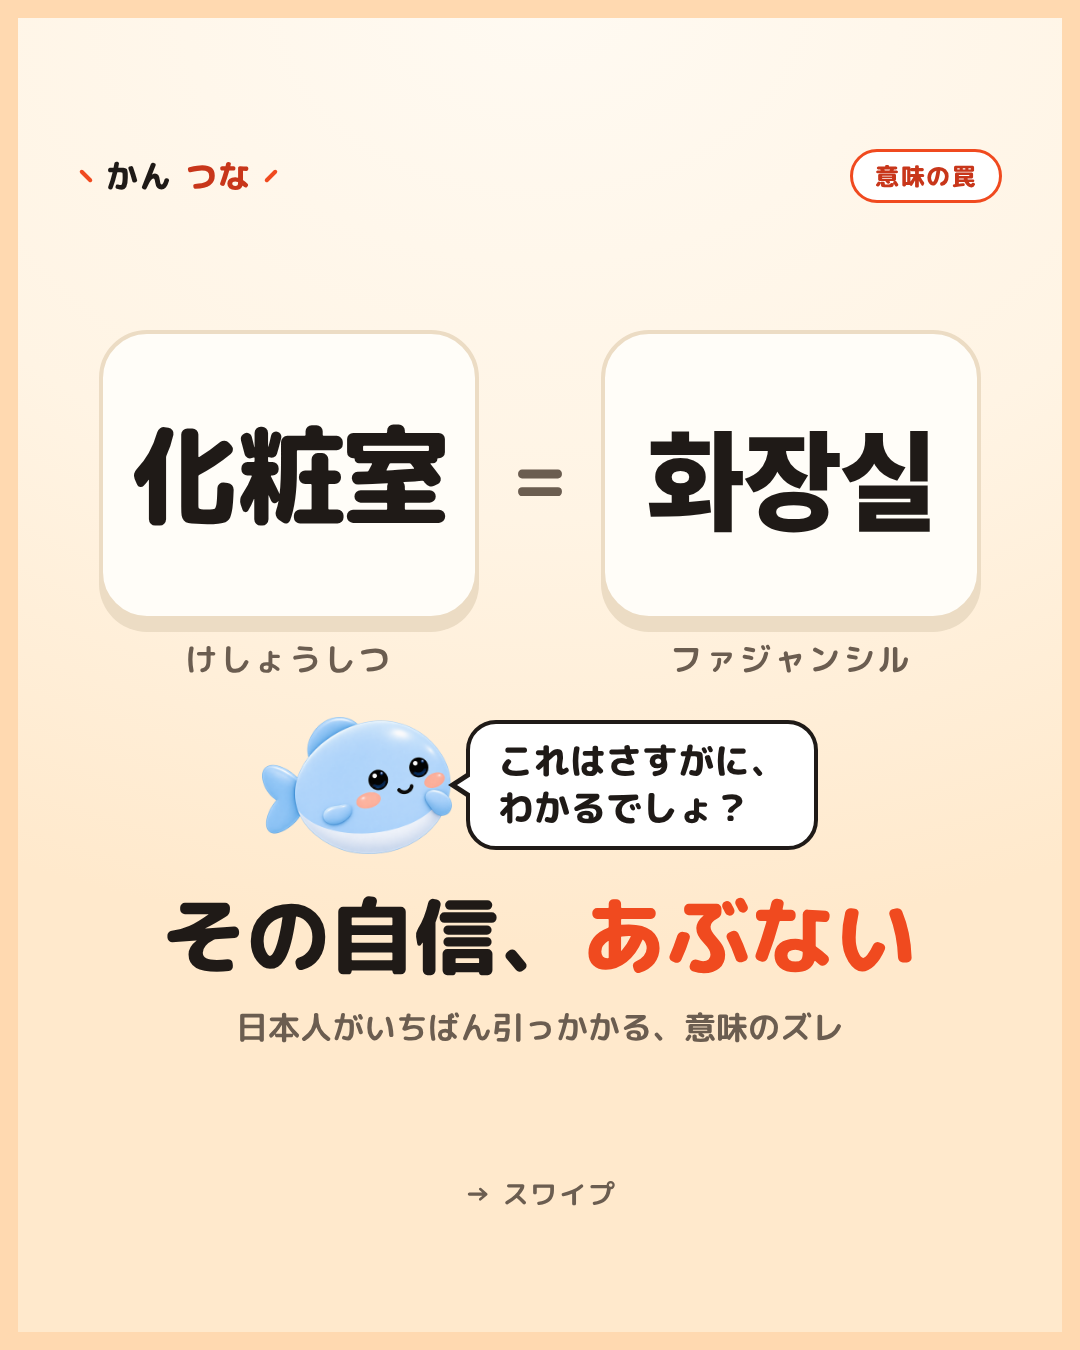 かん つな
意味の罠
化粧室 = 화장실
けしょうしつ ファジャンシル
これはさすがに、
わかるでしょ？
その自信、あぶない
日本人がいちばん引っかかる、意味のズレ
→ スワイプ